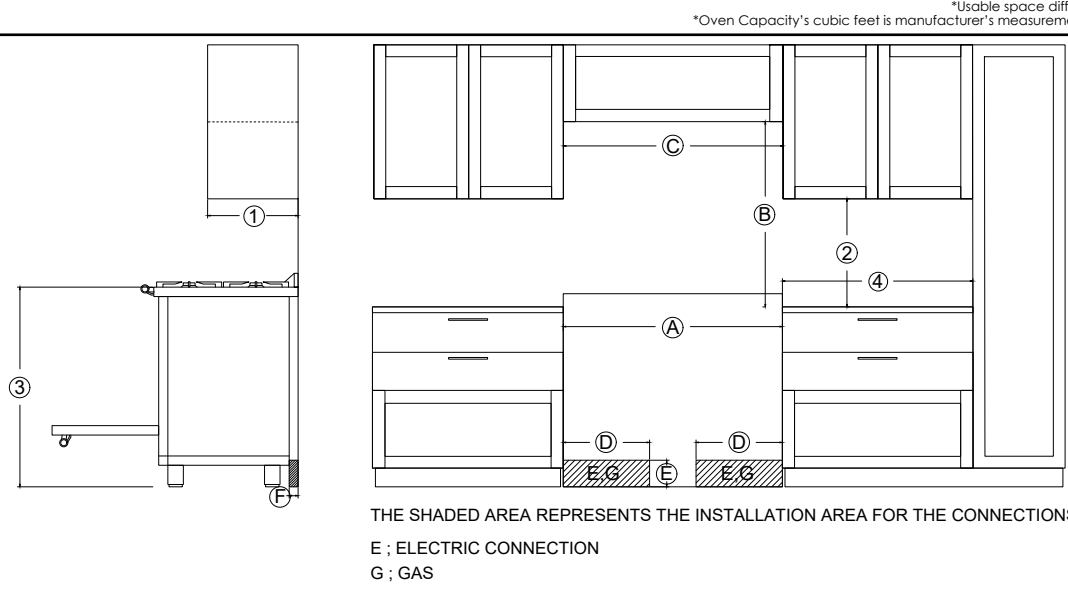 *Usable space diff
*Oven Capacity's cubic feet is manufacturer's measureme
C
1
B
2
4
A
3
D
D
E,G
E
E,G
F
THE SHADED AREA REPRESENTS THE INSTALLATION AREA FOR THE CONNECTIONS
E ; ELECTRIC CONNECTION
G ; GAS